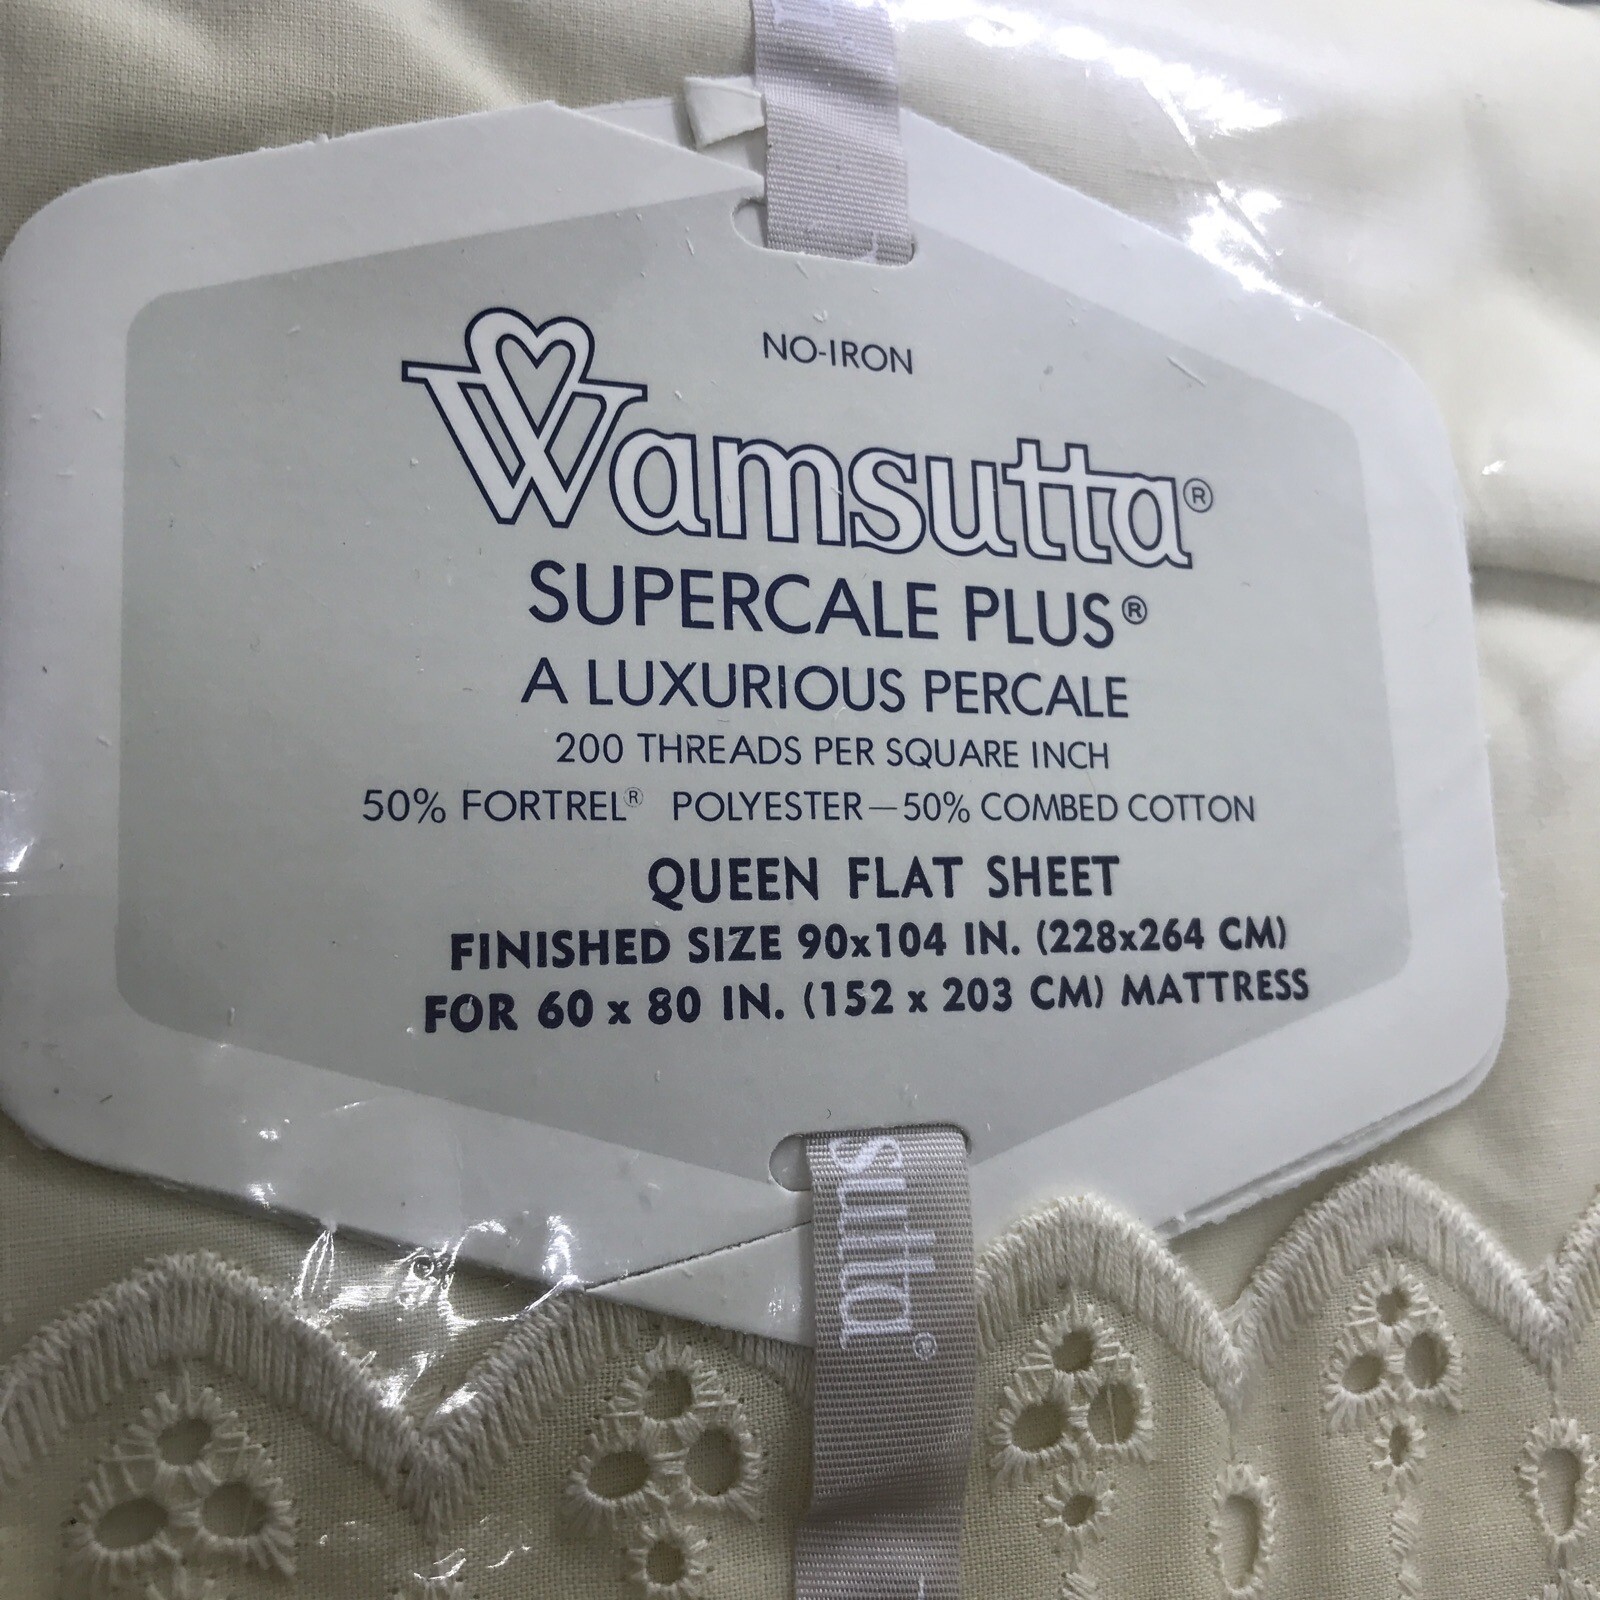 NO-IRON
Wamsutta®
SUPERCALE PLUS®
A LUXURIOUS PERCALE
200 THREADS PER SQUARE INCH
50% FORTREL® POLYESTER—50% COMBED COTTON
QUEEN FLAT SHEET
FINISHED SIZE 90x104 IN. (228x264 CM)
FOR 60 x 80 IN. (152 x 203 CM) MATTRESS
sutta®